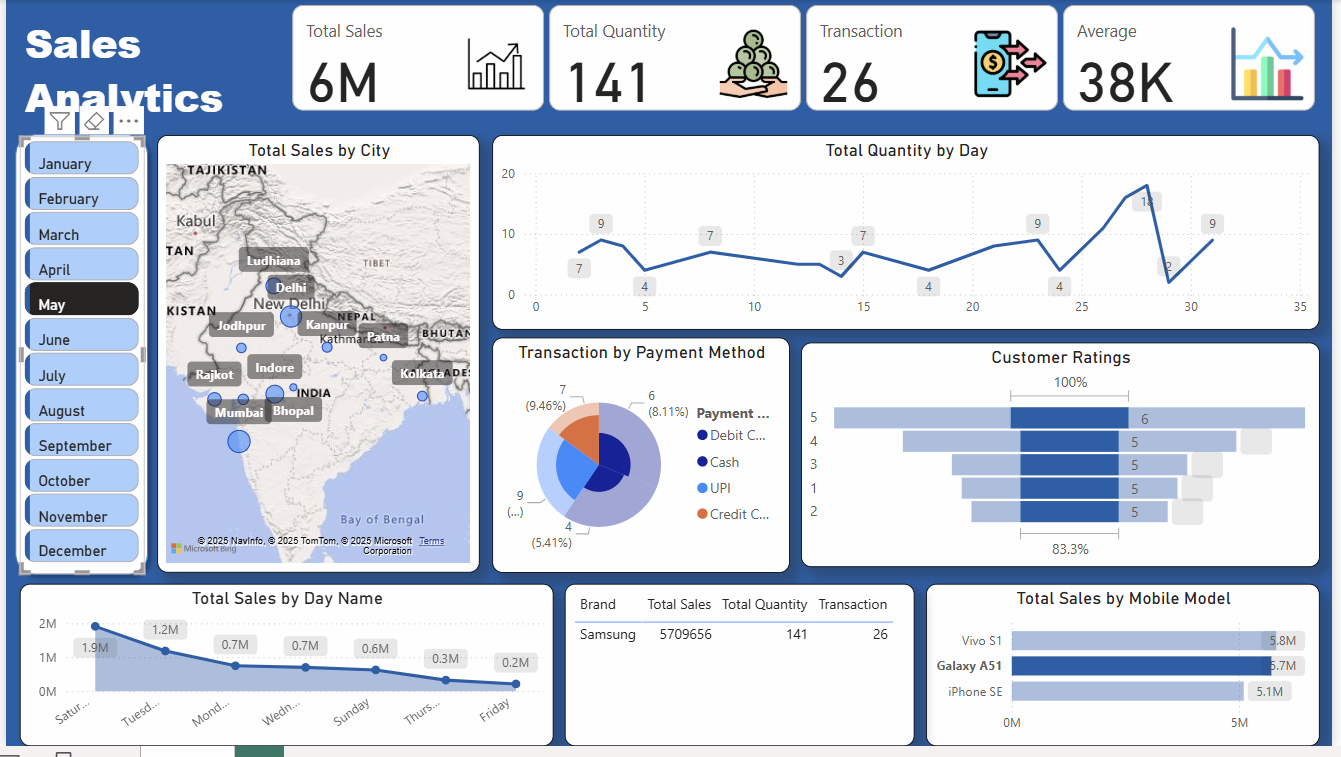 Sales
Analytics
Total Sales
6M
Total Quantity
141
Transaction
26
Average
38K
January
February
March
April
May
June
July
August
September
October
November
December
Total Sales by City
TAJIKISTAN
Kabul
TAN
TIBET
Ludhiana
Delhi
New Delhi
KISTAN
NEPAL
Jodhpur
Kanpur
BHUTAN
Patna
Rajkot
Indore
Kolkata
INDIA
Mumbai
Bhopal
Bay of Bengal
© 2025 NavInfo, © 2025 TomTom, © 2025 Microsoft Corporation
Terms
Microsoft Bing
Total Quantity by Day
20
10
0
7
9
4
7
3
7
4
9
4
18
2
9
0
5
10
15
20
25
30
35
Transaction by Payment Method
7
(9.46%)
6
(8.11%)
9
(...)
4
(5.41%)
Payment ...
Debit C...
Cash
UPI
Credit C...
Customer Ratings
100%
5
6
4
5
3
5
1
5
2
5
83.3%
Total Sales by Day Name
2M
1M
0M
1.9M
1.2M
0.7M
0.7M
0.6M
0.3M
0.2M
Satur...
Tuesd...
Mond...
Wedn...
Sunday
Thurs...
Friday
Brand Total Sales Total Quantity Transaction
Samsung 5709656 141 26
Total Sales by Mobile Model
Vivo S1
5.8M
Galaxy A51
5.7M
iPhone SE
5.1M
0M
5M